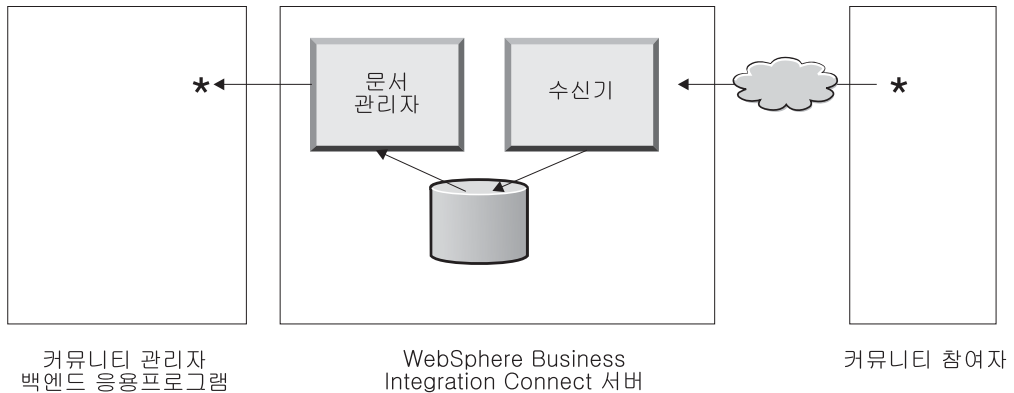 *
문서
관리자
수신기
*
커뮤니티 관리자
백엔드 응용프로그램
WebSphere Business
Integration Connect 서버
커뮤니티 참여자